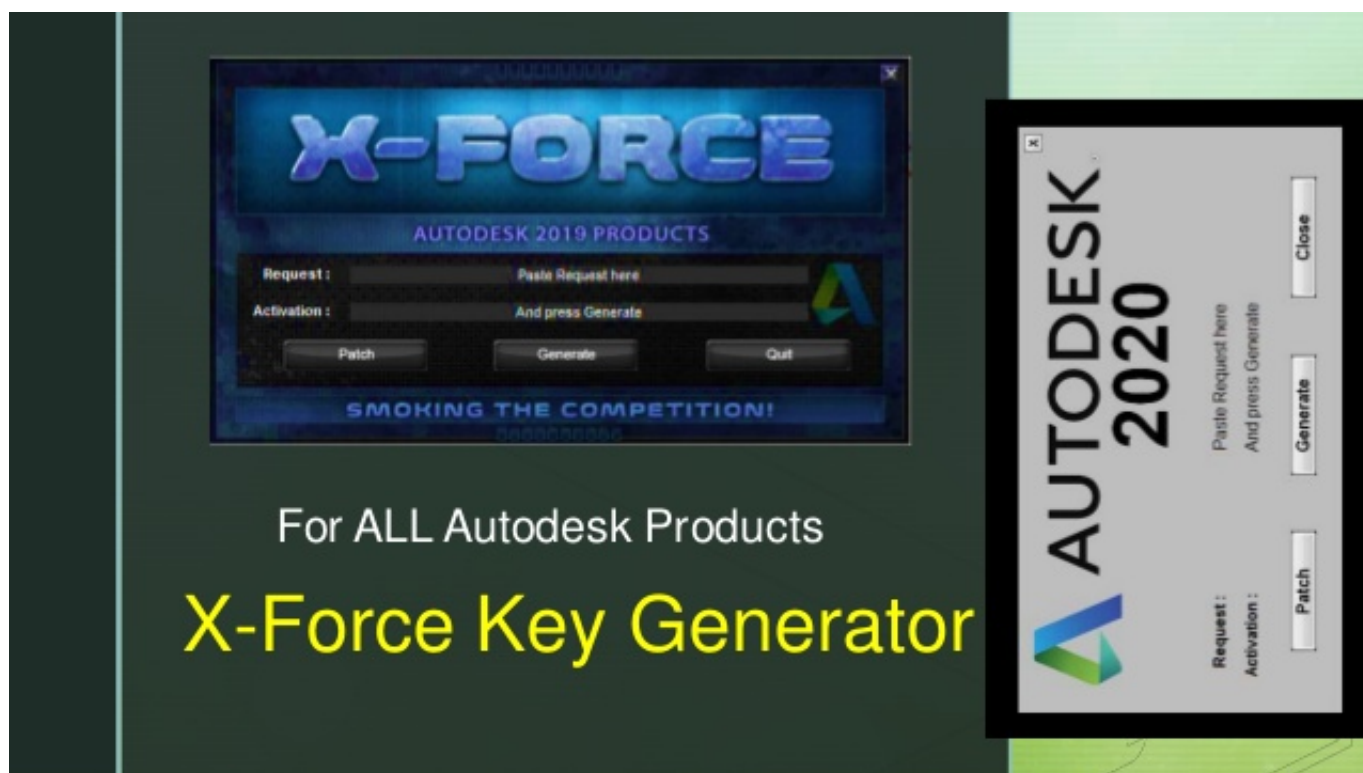 X-FORCE
AUTODESK 2019 PRODUCTS
Request :
Paste Request here
Activation :
And press Generate
Patch
Generate
Quit
SMOKING THE COMPETITION!
For ALL Autodesk Products
X-Force Key Generator
AUTODESK.
2020
Request :
Paste Request here
Activation :
And press Generate
Patch
Generate
Close